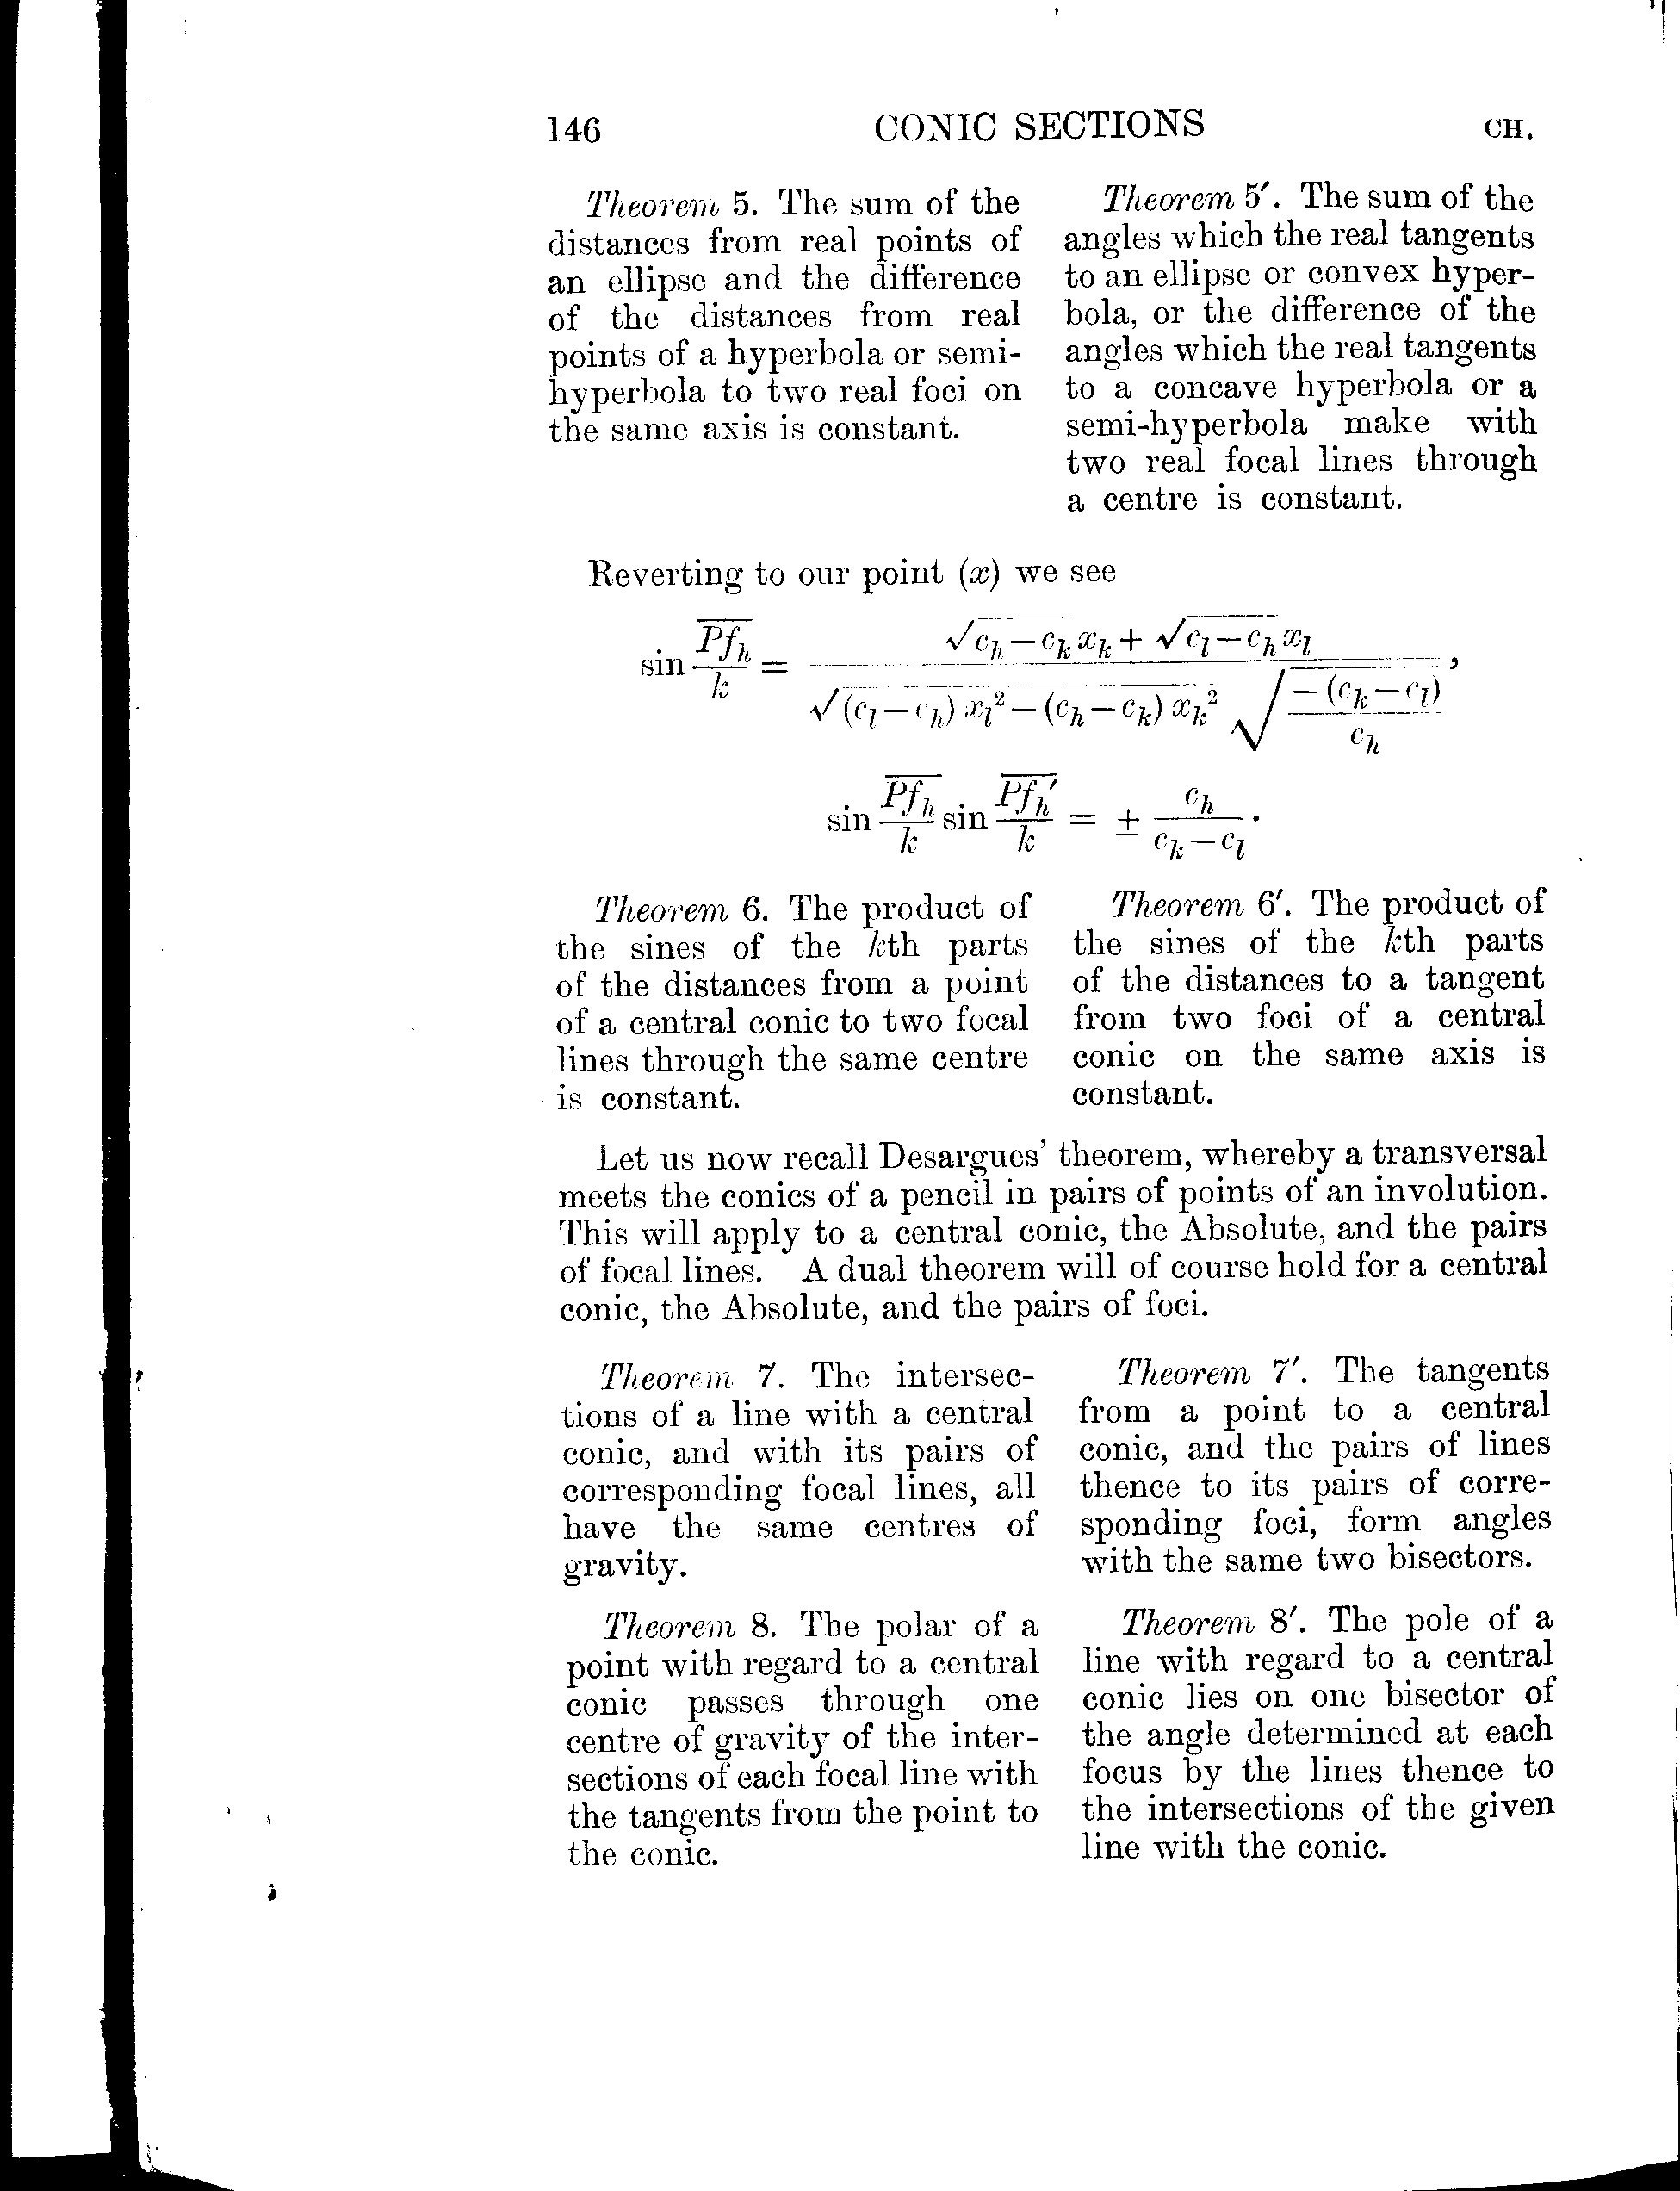 146 CONIC SECTIONS CH.
Theorem 5. The sum of the
distances from real points of
an ellipse and the difference
of the distances from real
points of a hyperbola or semi-
hyperbola to two real foci on
the same axis is constant.
Theorem 5′. The sum of the
angles which the real tangents
to an ellipse or convex hyper-
bola, or the difference of the
angles which the real tangents
to a concave hyperbola or a
semi-hyperbola make with
two real focal lines through
a centre is constant.
Reverting to our point (x) we see
$\sin \frac{\overline{Pf_h}}{k} = \frac{\sqrt{c_h - c_k}\, x_k + \sqrt{c_l - c_h}\, x_l}{\sqrt{(c_l - c_h) x_l^2 - (c_h - c_k) x_k^2} \sqrt{\frac{-(c_k - c_l)}{c_h}}},$
$\sin \frac{\overline{Pf_h}}{k} \sin \frac{\overline{Pf_h'}}{k} = \pm \frac{c_h}{c_k - c_l}.$
Theorem 6. The product of
the sines of the kth parts
of the distances from a point
of a central conic to two focal
lines through the same centre
is constant.
Theorem 6′. The product of
the sines of the kth parts
of the distances to a tangent
from two foci of a central
conic on the same axis is
constant.
Let us now recall Desargues' theorem, whereby a transversal
meets the conics of a pencil in pairs of points of an involution.
This will apply to a central conic, the Absolute, and the pairs
of focal lines. A dual theorem will of course hold for a central
conic, the Absolute, and the pairs of foci.
Theorem 7. The intersec-
tions of a line with a central
conic, and with its pairs of
corresponding focal lines, all
have the same centres of
gravity.
Theorem 7′. The tangents
from a point to a central
conic, and the pairs of lines
thence to its pairs of corre-
sponding foci, form angles
with the same two bisectors.
Theorem 8. The polar of a
point with regard to a central
conic passes through one
centre of gravity of the inter-
sections of each focal line with
the tangents from the point to
the conic.
Theorem 8′. The pole of a
line with regard to a central
conic lies on one bisector of
the angle determined at each
focus by the lines thence to
the intersections of the given
line with the conic.